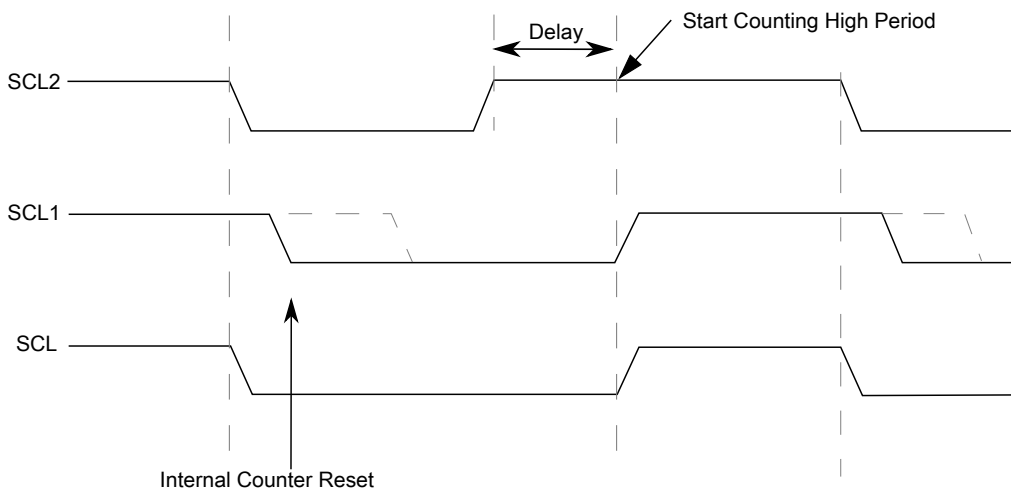 Start Counting High Period
Delay
SCL2
SCL1
SCL
Internal Counter Reset